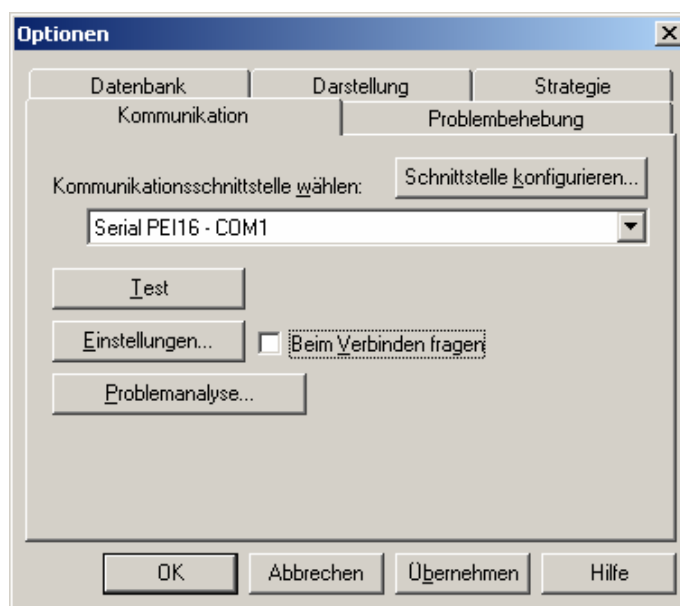 Optionen
Datenbank Darstellung Strategie
Kommunikation Problembehebung
Kommunikationsschnittstelle wählen: Schnittstelle konfigurieren...
Serial PEI16 - COM1
Test
Einstellungen... Beim Verbinden fragen
Problemanalyse...
OK Abbrechen Übernehmen Hilfe